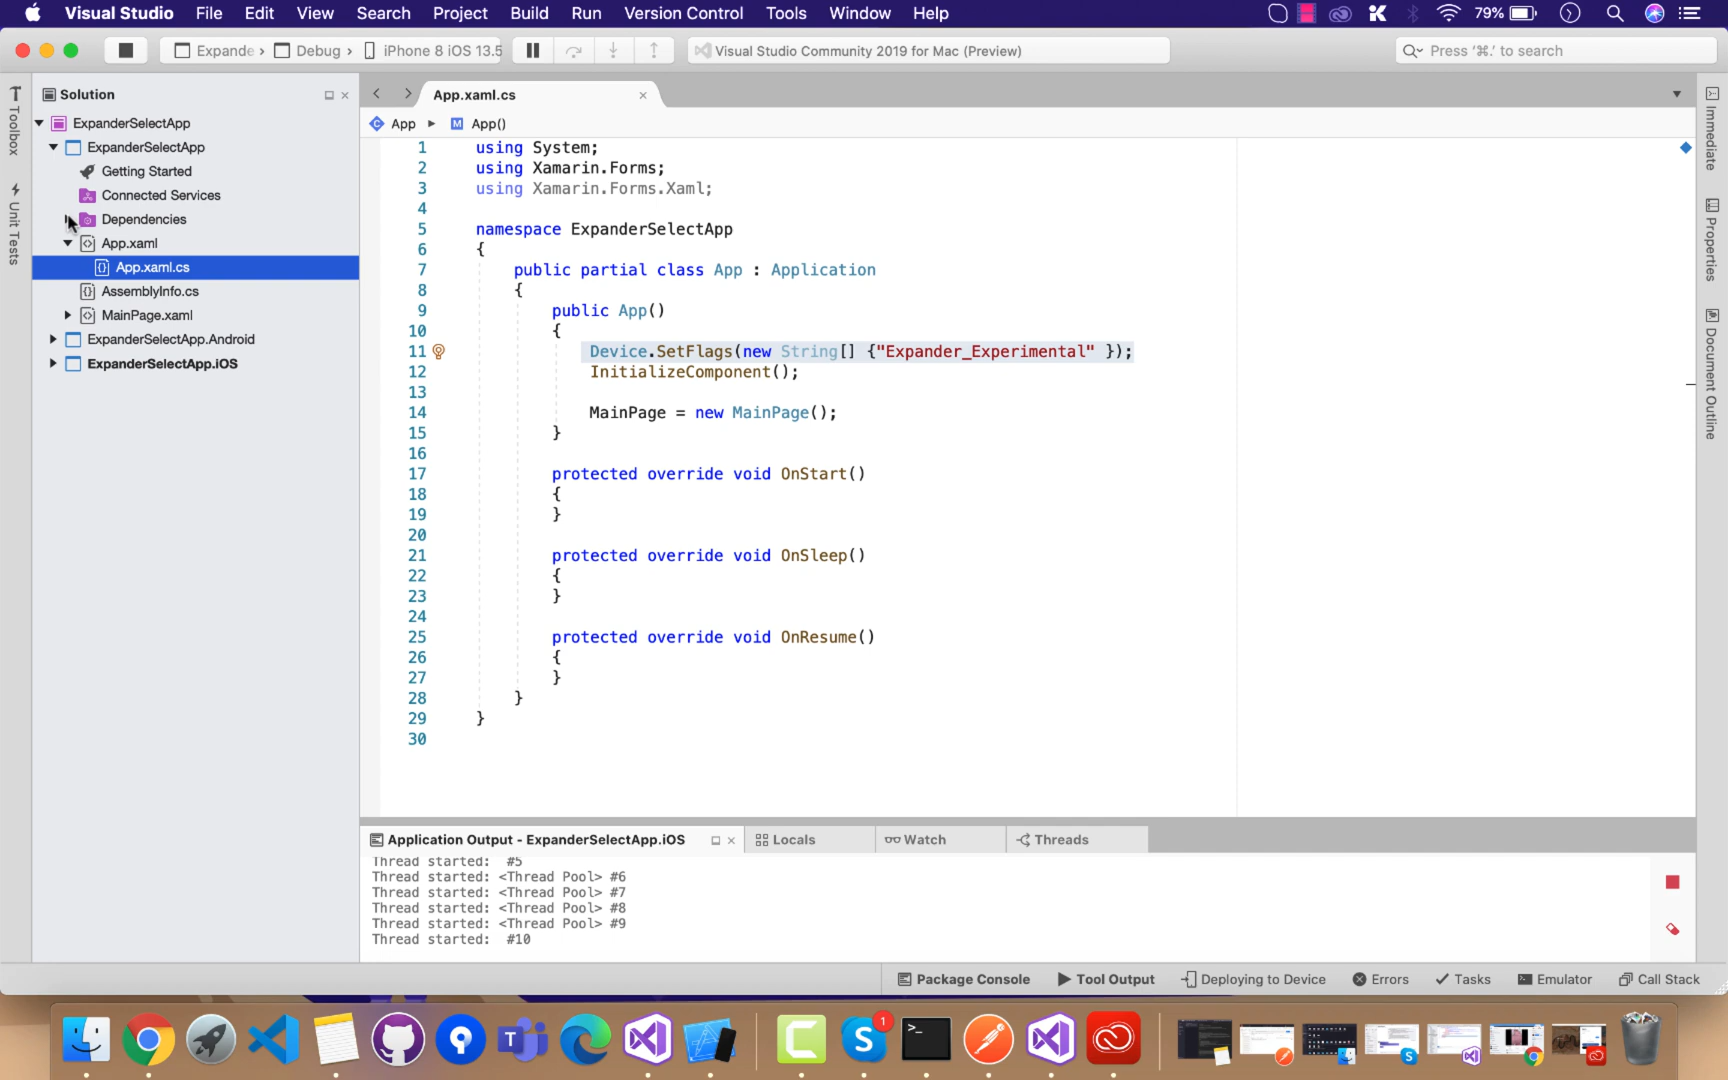 Visual Studio File Edit View Search Project Build Run Version Control Tools Window Help 79%
Expande › Debug › iPhone 8 iOS 13.5 Visual Studio Community 2019 for Mac (Preview) Press ‘⌘.’ to search
Toolbox
Unit Tests
Solution
ExpanderSelectApp
ExpanderSelectApp
Getting Started
Connected Services
Dependencies
App.xaml
App.xaml.cs
AssemblyInfo.cs
MainPage.xaml
ExpanderSelectApp.Android
ExpanderSelectApp.iOS
App.xaml.cs
App App()
1 using System;
2 using Xamarin.Forms;
3 using Xamarin.Forms.Xaml;
4
5 namespace ExpanderSelectApp
6 {
7 public partial class App : Application
8 {
9 public App()
10 {
11 Device.SetFlags(new String[] {"Expander_Experimental" });
12 InitializeComponent();
13
14 MainPage = new MainPage();
15 }
16
17 protected override void OnStart()
18 {
19 }
20
21 protected override void OnSleep()
22 {
23 }
24
25 protected override void OnResume()
26 {
27 }
28 }
29 }
30
Immediate
Properties
Document Outline
Application Output - ExpanderSelectApp.iOS Locals Watch Threads
Thread started: #5
Thread started: <Thread Pool> #6
Thread started: <Thread Pool> #7
Thread started: <Thread Pool> #8
Thread started: <Thread Pool> #9
Thread started: #10
Package Console Tool Output Deploying to Device Errors Tasks Emulator Call Stack
1